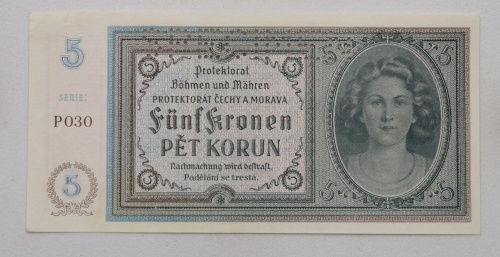 5
SERIE:
P030
5
Protektorat
Böhmen und Mähren
PROTEKTORÁT ČECHY A MORAVA
Fünf Kronen
PĚT KORUN
Nachmachung wird bestraft.
Padělání se trestá.
5
5
5
5